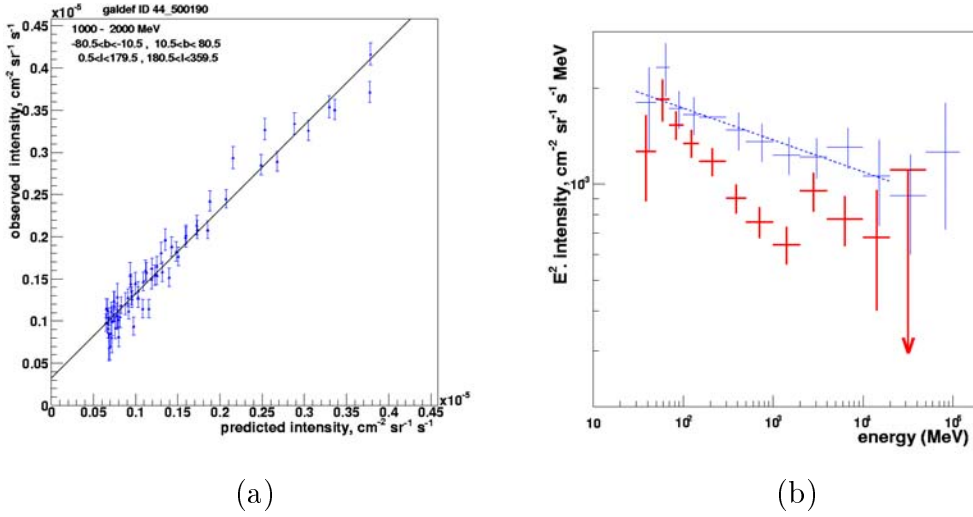 galdef ID 44_500190
x10⁻⁵
0.45
1000 - 2000 MeV
-80.5<b<-10.5 , 10.5<b< 80.5
0.5<l<179.5 , 180.5<l<359.5
0.4
0.35
0.3
0.25
0.2
0.15
0.1
0.05
0
observed intensity, cm⁻² sr⁻¹ s⁻¹
0 0.05 0.1 0.15 0.2 0.25 0.3 0.35 0.4 0.45
x10⁻⁵
predicted intensity, cm⁻² sr⁻¹ s⁻¹
(a)
E². intensity, cm⁻² sr⁻¹ s⁻¹ MeV
10 10² 10³ 10⁴ 10⁵
energy (MeV)
(b)